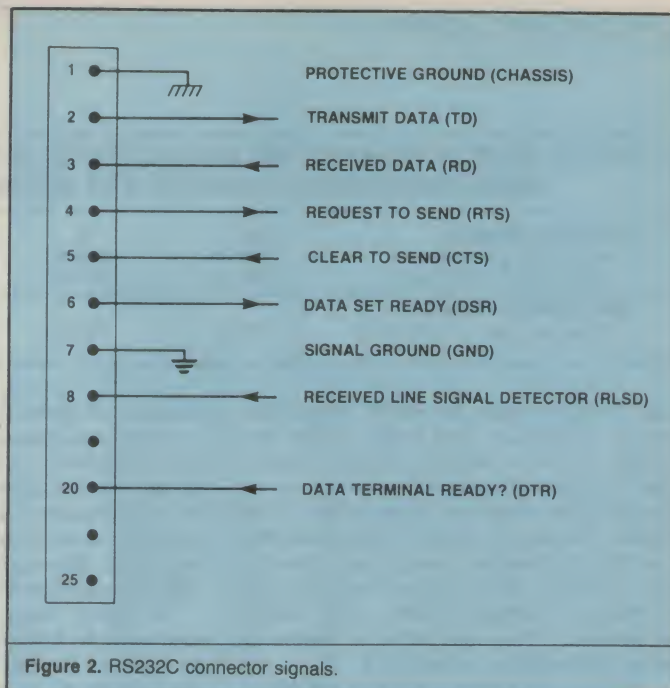 1 PROTECTIVE GROUND (CHASSIS)
2 TRANSMIT DATA (TD)
3 RECEIVED DATA (RD)
4 REQUEST TO SEND (RTS)
5 CLEAR TO SEND (CTS)
6 DATA SET READY (DSR)
7 SIGNAL GROUND (GND)
8 RECEIVED LINE SIGNAL DETECTOR (RLSD)
20 DATA TERMINAL READY? (DTR)
25
Figure 2. RS232C connector signals.